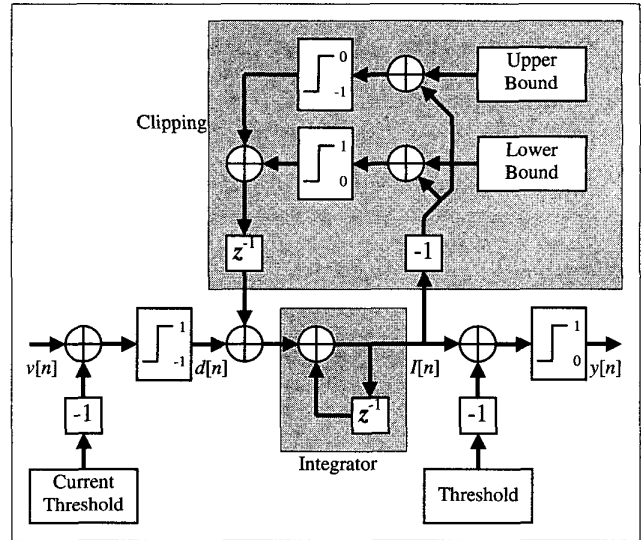 0
-1
Upper
Bound
Clipping
1
0
Lower
Bound
z⁻¹
-1
v[n]
1
-1
d[n]
I[n]
1
0
y[n]
-1
z⁻¹
-1
Integrator
Current
Threshold
Threshold